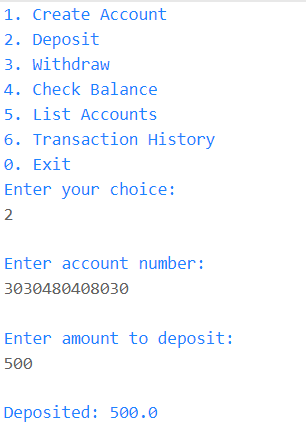 1. Create Account
2. Deposit
3. Withdraw
4. Check Balance
5. List Accounts
6. Transaction History
0. Exit
Enter your choice:
2
Enter account number:
3030480408030
Enter amount to deposit:
500
Deposited: 500.0